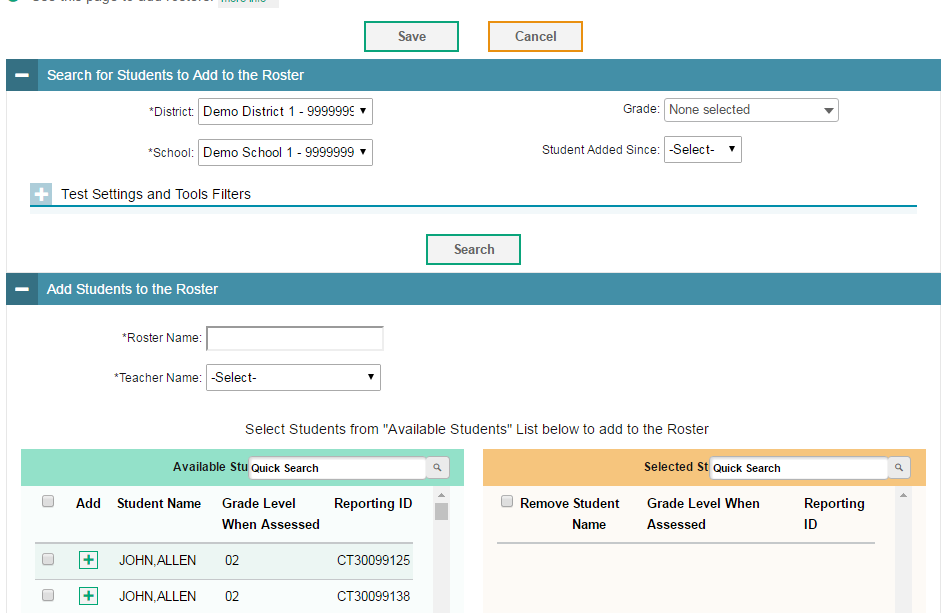 Use this page to add rosters. more info
Save Cancel
Search for Students to Add to the Roster
*District: Demo District 1 - 9999999 Grade: None selected
*School: Demo School 1 - 9999999 Student Added Since: -Select-
Test Settings and Tools Filters
Search
Add Students to the Roster
*Roster Name:
*Teacher Name: -Select-
Select Students from "Available Students" List below to add to the Roster
Available Stu Quick Search
Add Student Name Grade Level When Assessed Reporting ID
JOHN,ALLEN 02 CT30099125
JOHN,ALLEN 02 CT30099138
Selected St Quick Search
Remove Student Name Grade Level When Assessed Reporting ID